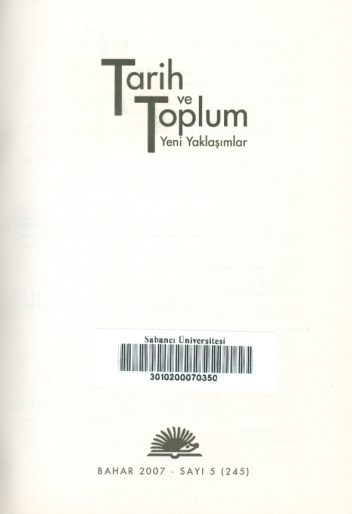 Tarih
ve
Toplum
Yeni Yaklaşımlar
Sabancı Üniversitesi
3010200070350
BAHAR 2007 - SAYI 5 (245)